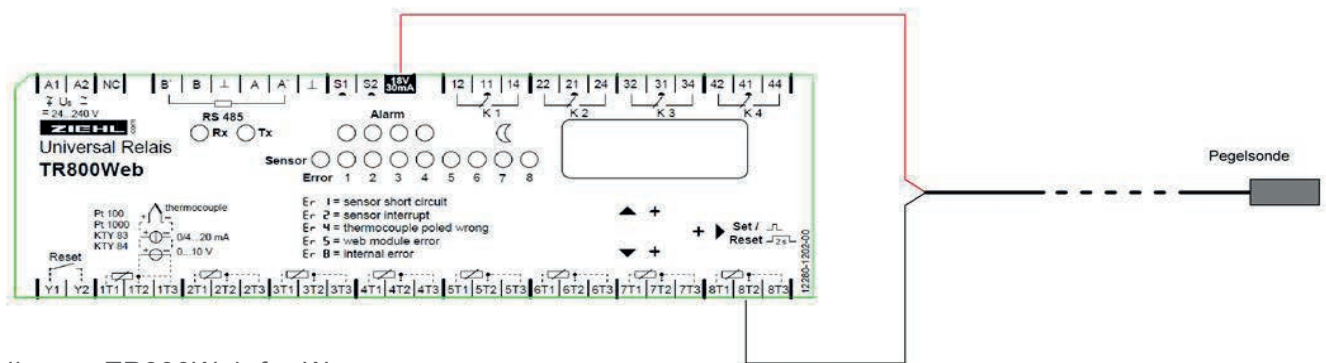 A1 A2 NC B' B ⊥ A A' ⊥ S1 S2 18V 30mA 12 11 14 22 21 24 32 31 34 42 41 44
Us
= 24...240 V
RS 485
Alarm
K 1 K 2 K 3 K 4
ZIEHL .com
Rx Tx
Universal Relais
TR800Web
Sensor
Error 1 2 3 4 5 6 7 8
Er 1 = sensor short circuit
Er 2 = sensor interrupt
Er 4 = thermocouple poled wrong
Er 5 = web module error
Er 8 = internal error
▲ +
+ ▶ Set /
Reset 2s
▼ +
Pt 100
Pt 1000
KTY 83
KTY 84
thermocouple
0/4...20 mA
0...10 V
Reset
Y1 Y2 1T1 1T2 1T3 2T1 2T2 2T3 3T1 3T2 3T3 4T1 4T2 4T3 5T1 5T2 5T3 6T1 6T2 6T3 7T1 7T2 7T3 8T1 8T2 8T3
12280-1202-00
Pegelsonde